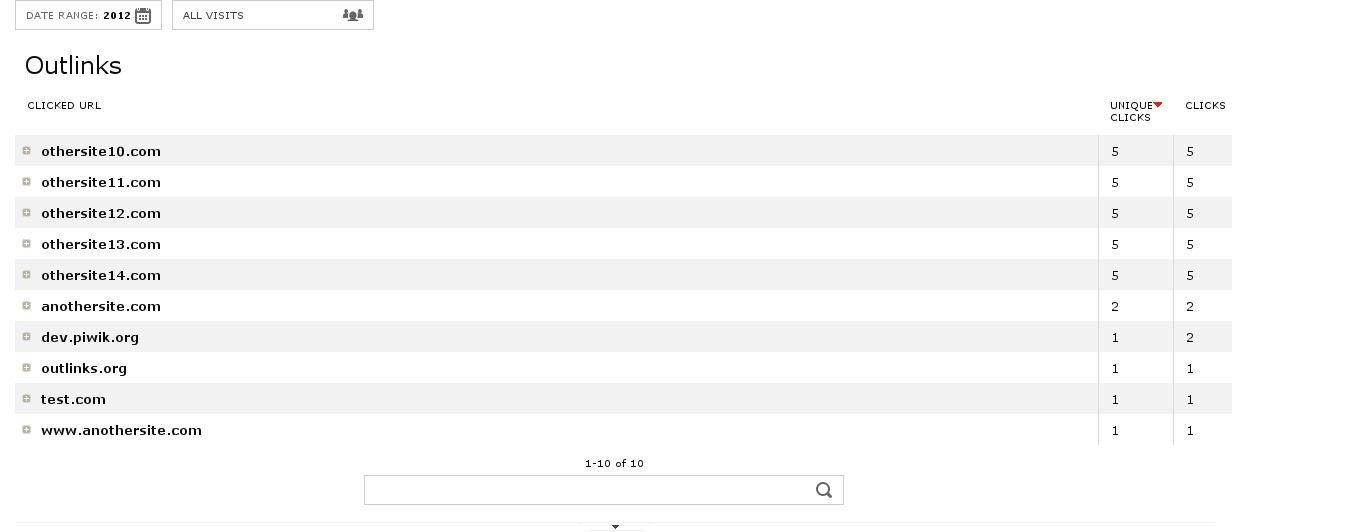 DATE RANGE: 2012 ALL VISITS
Outlinks
CLICKED URL UNIQUE CLICKS CLICKS
othersite10.com 5 5
othersite11.com 5 5
othersite12.com 5 5
othersite13.com 5 5
othersite14.com 5 5
anothersite.com 2 2
dev.piwik.org 1 2
outlinks.org 1 1
test.com 1 1
www.anothersite.com 1 1
1-10 of 10